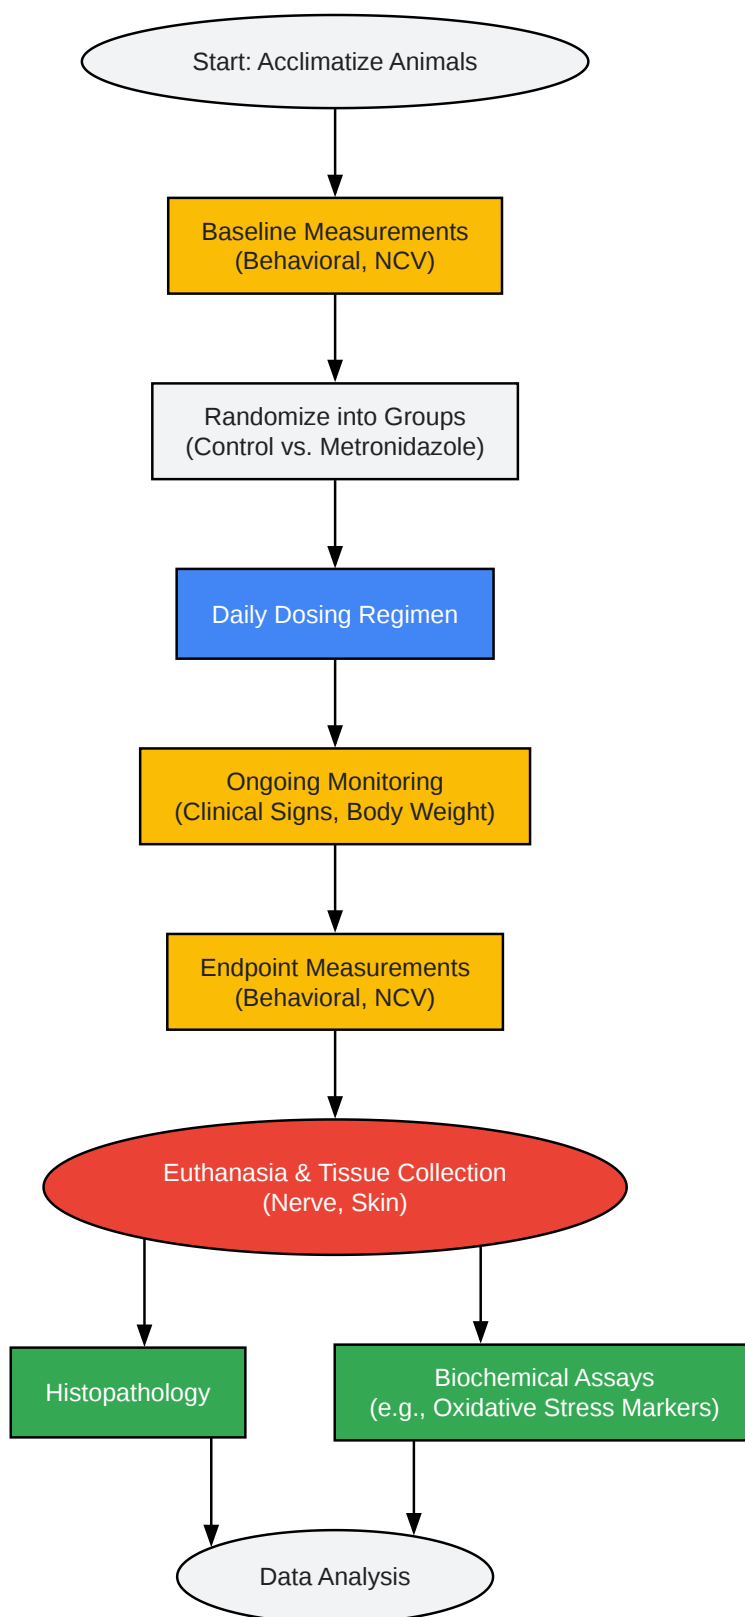 Start: Acclimatize Animals
Baseline Measurements
(Behavioral, NCV)
Randomize into Groups
(Control vs. Metronidazole)
Daily Dosing Regimen
Ongoing Monitoring
(Clinical Signs, Body Weight)
Endpoint Measurements
(Behavioral, NCV)
Euthanasia & Tissue Collection
(Nerve, Skin)
Histopathology
Biochemical Assays
(e.g., Oxidative Stress Markers)
Data Analysis